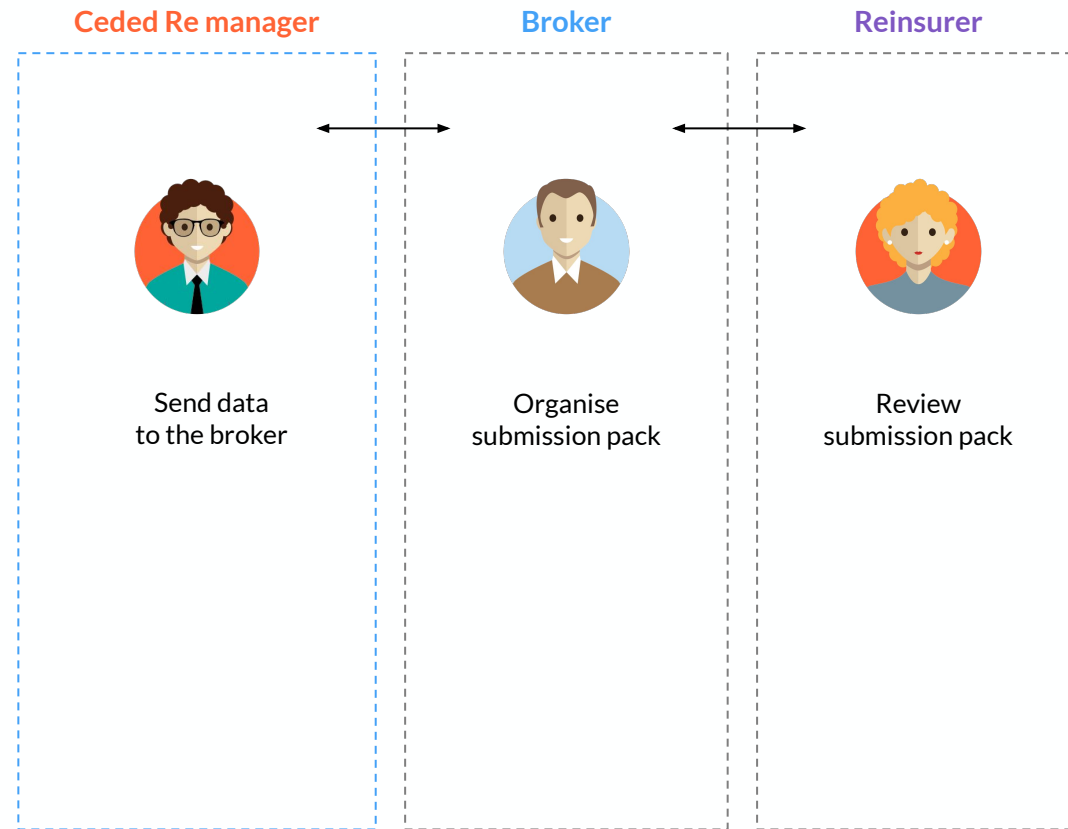 Ceded Re manager
Broker
Reinsurer
Send data
to the broker
Organise
submission pack
Review
submission pack